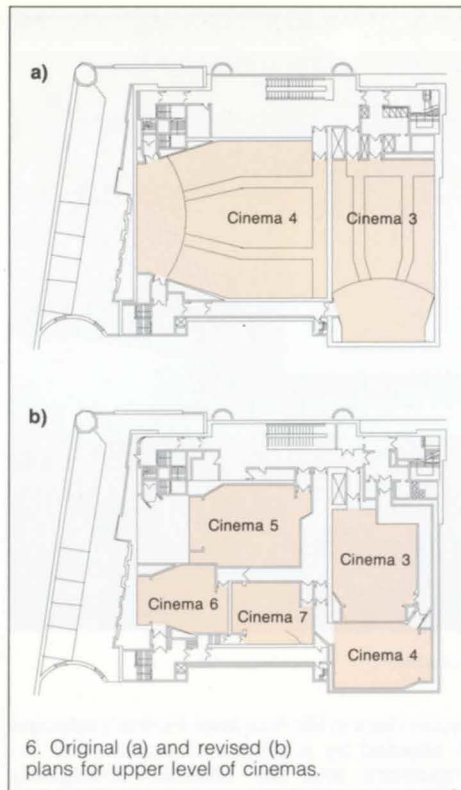 a)
Cinema 4
Cinema 3
b)
Cinema 5
Cinema 3
Cinema 6
Cinema 7
Cinema 4
6. Original (a) and revised (b)
plans for upper level of cinemas.